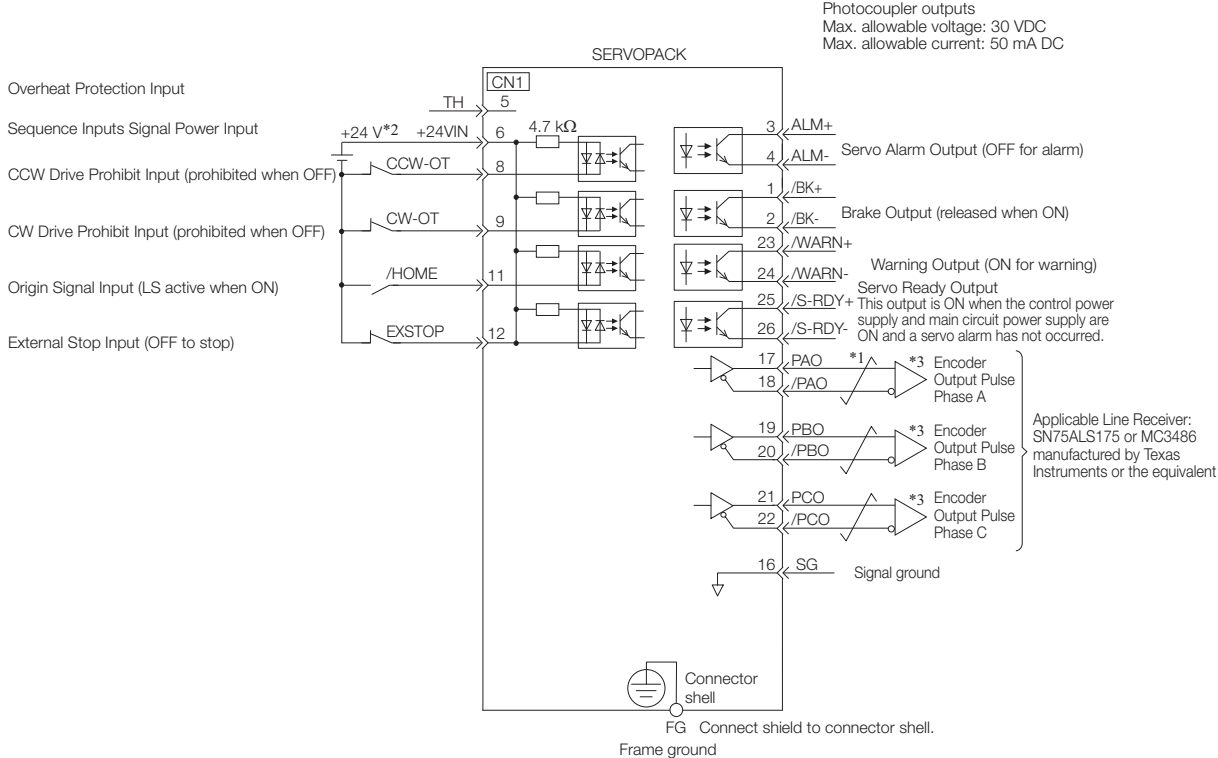 Photocoupler outputs
Max. allowable voltage: 30 VDC
Max. allowable current: 50 mA DC
SERVOPACK
CN1
Overheat Protection Input
TH
5
Sequence Inputs Signal Power Input
+24 V*2
+24VIN
6
4.7 kΩ
CCW Drive Prohibit Input (prohibited when OFF)
CCW-OT
8
CW Drive Prohibit Input (prohibited when OFF)
CW-OT
9
Origin Signal Input (LS active when ON)
/HOME
11
External Stop Input (OFF to stop)
EXSTOP
12
3
ALM+
4
ALM-
Servo Alarm Output (OFF for alarm)
1
/BK+
2
/BK-
Brake Output (released when ON)
23
/WARN+
24
/WARN-
Warning Output (ON for warning)
25
/S-RDY+
26
/S-RDY-
Servo Ready Output
This output is ON when the control power
supply and main circuit power supply are
ON and a servo alarm has not occurred.
17
PAO
*1
18
/PAO
*3
Encoder
Output Pulse
Phase A
19
PBO
20
/PBO
*3
Encoder
Output Pulse
Phase B
21
PCO
22
/PCO
*3
Encoder
Output Pulse
Phase C
Applicable Line Receiver:
SN75ALS175 or MC3486
manufactured by Texas
Instruments or the equivalent
16
SG
Signal ground
Connector
shell
FG
Connect shield to connector shell.
Frame ground